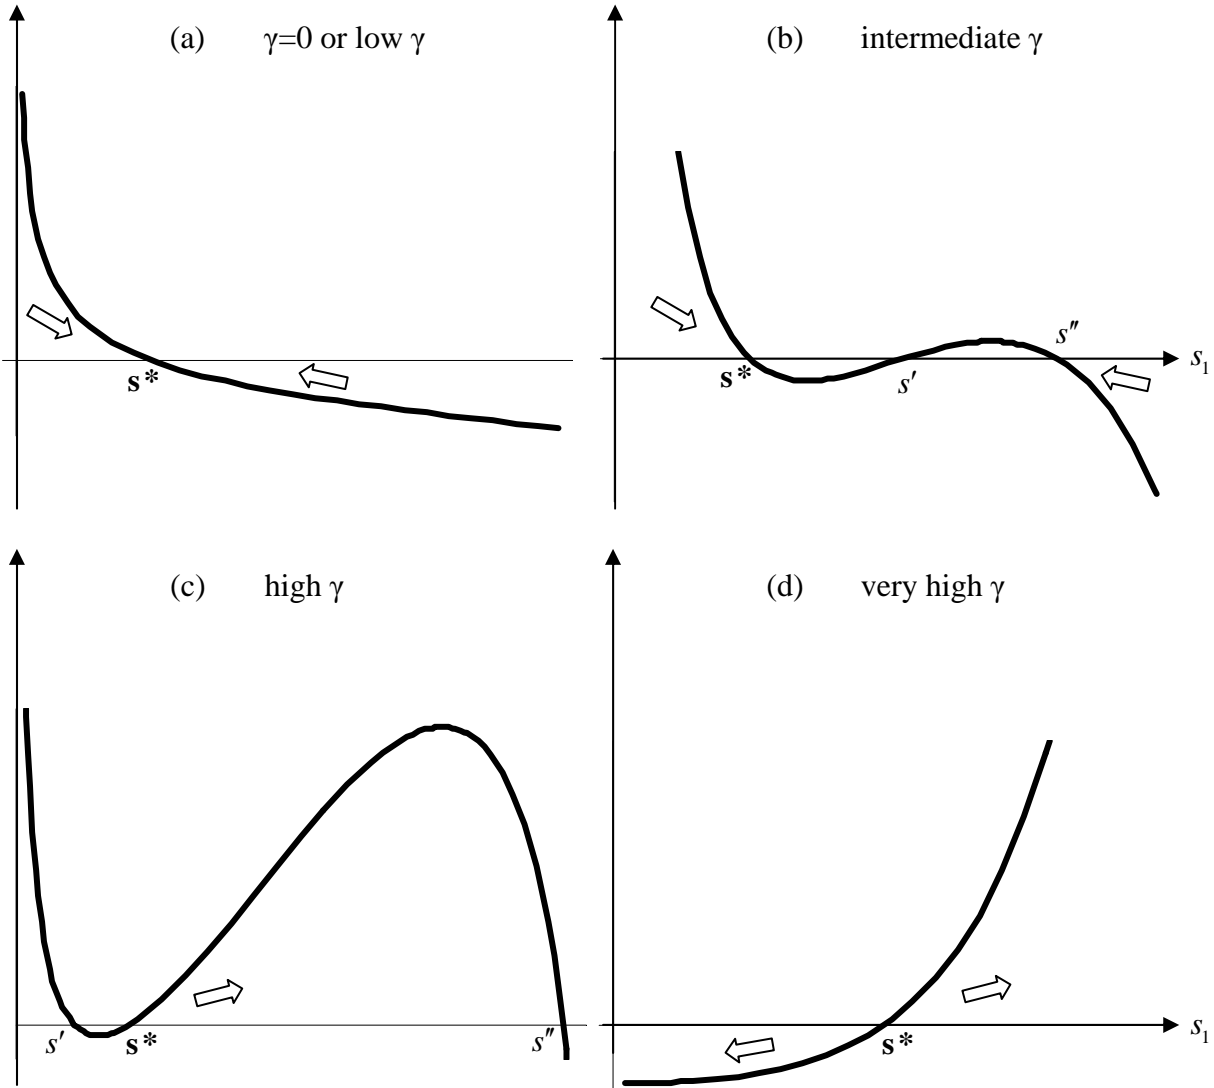 (a) γ=0 or low γ
(b) intermediate γ
s*
s* s′ s″ s₁
(c) high γ
(d) very high γ
s′ s* s″
s* s₁